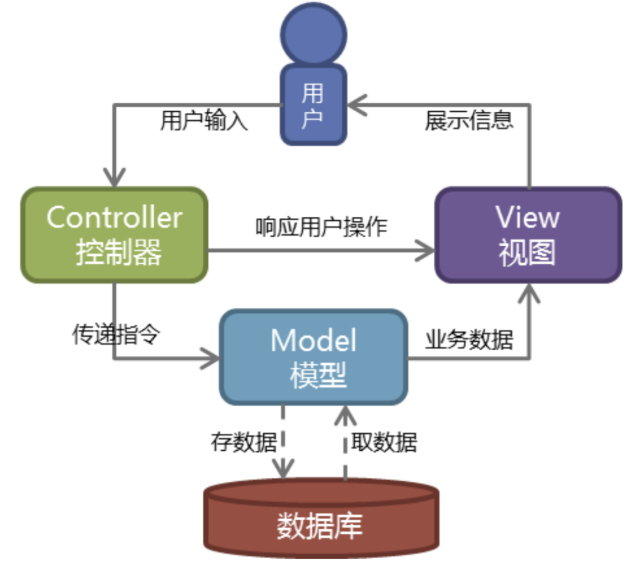 用
户
用户输入
展示信息
Controller
控制器
响应用户操作
View
视图
传递指令
Model
模型
业务数据
存数据
取数据
数据库